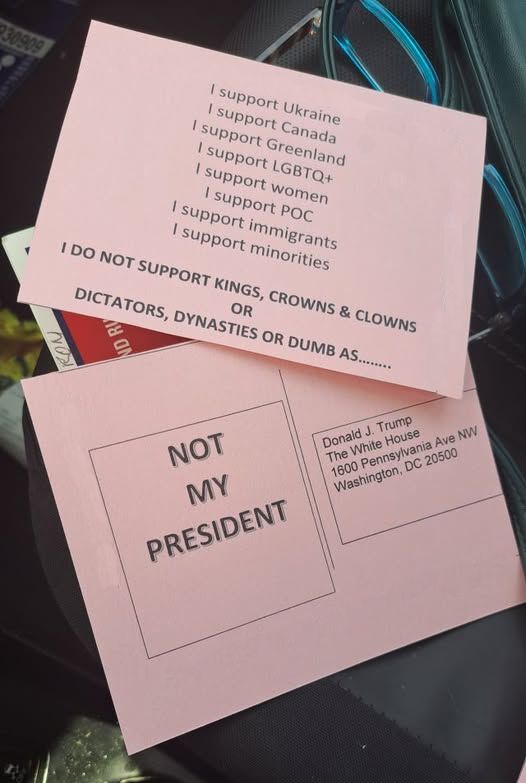 30909
I support Ukraine
I support Canada
I support Greenland
I support LGBTQ+
I support women
I support POC
I support immigrants
I support minorities
I DO NOT SUPPORT KINGS, CROWNS & CLOWNS
OR
DICTATORS, DYNASTIES OR DUMB AS........
NOT
MY
PRESIDENT
Donald J. Trump
The White House
1600 Pennsylvania Ave NW
Washington, DC 20500